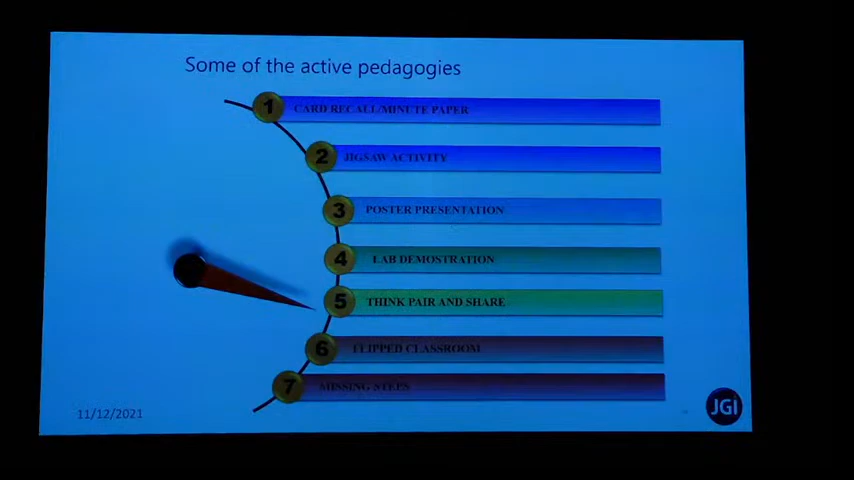 Some of the active pedagogies
1 CARD RECALL/MINUTE PAPER
2 JIGSAW ACTIVITY
3 POSTER PRESENTATION
4 LAB DEMOSTRATION
5 THINK PAIR AND SHARE
6 FLIPPED CLASSROOM
7 MISSING STEPS
11/12/2021
JGi